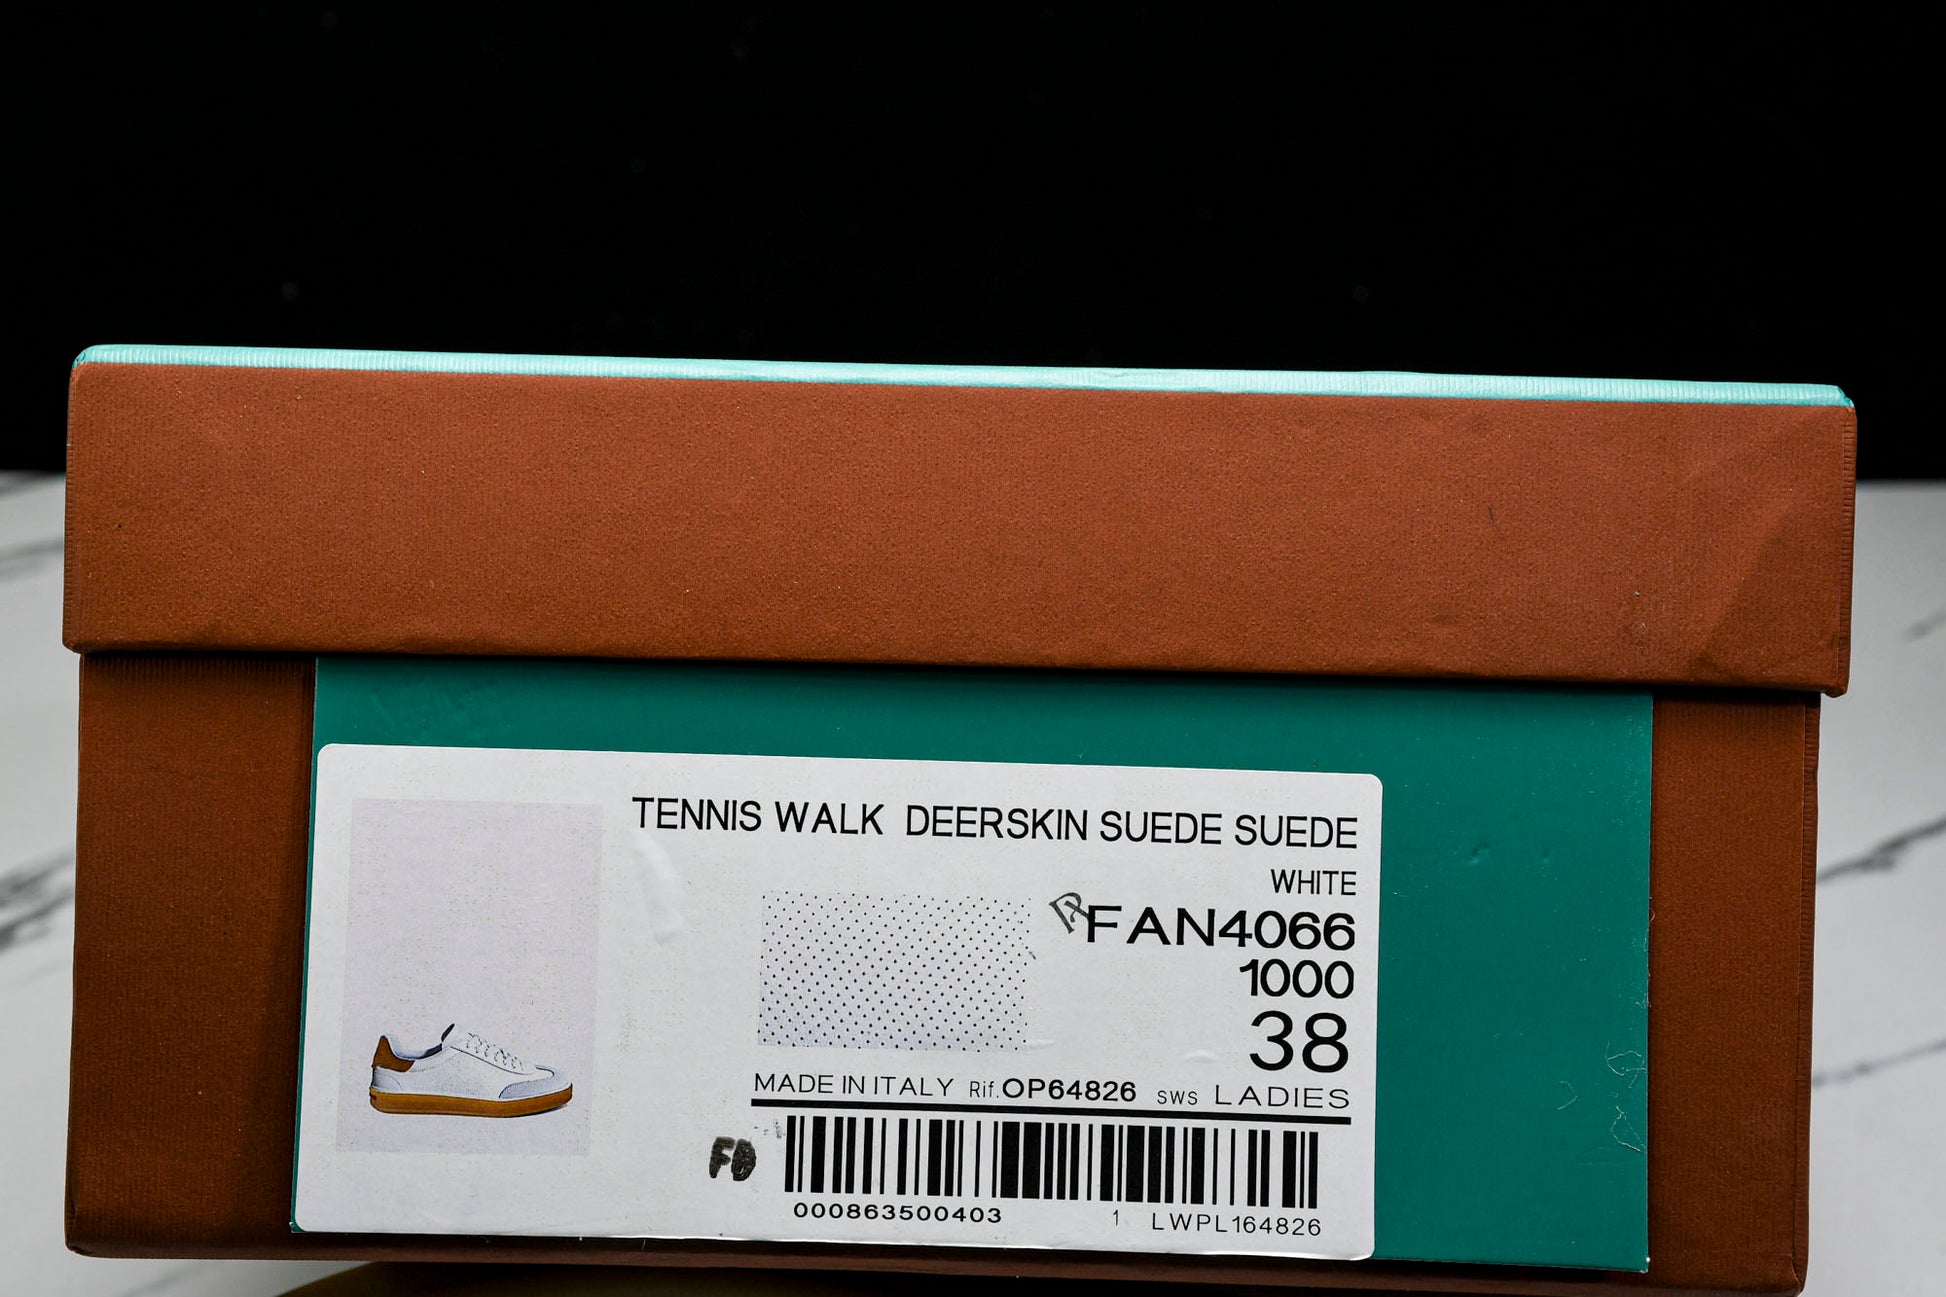 TENNIS WALK DEERSKIN SUEDE SUEDE
WHITE
FAN4066
1000
38
MADE IN ITALY Rif.OP64826 sws LADIES
FD
000863500403 1 LWPL164826